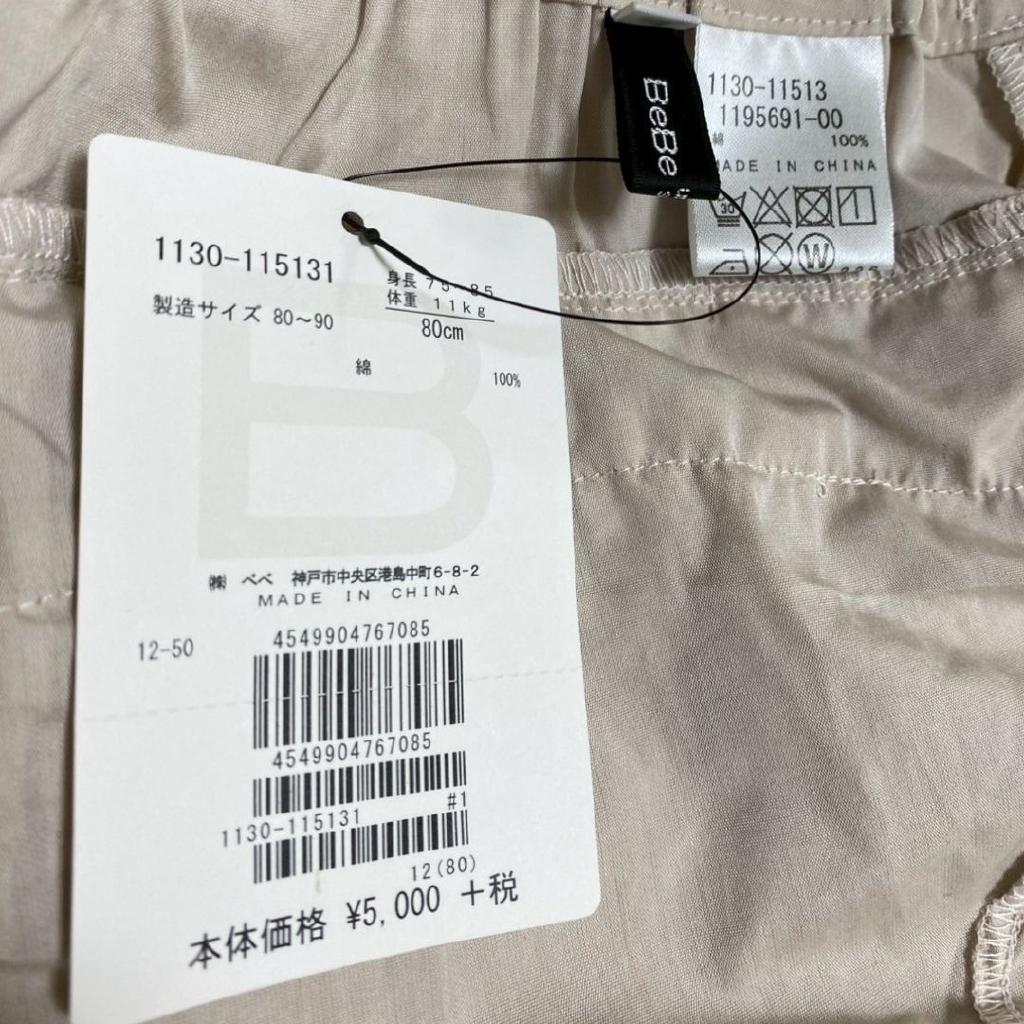 1130-115131
製造サイズ 80〜90
身長 75-85
体重 11kg
80cm
綿 100%
B
㈱ べべ 神戸市中央区港島中町6-8-2
MADE IN CHINA
12-50
4549904767085
4549904767085
#1
1130-115131
12(80)
本体価格 ¥5,000 +税
BeBe
1130-11513
1195691-00
綿 100%
MADE IN CHINA
30
W